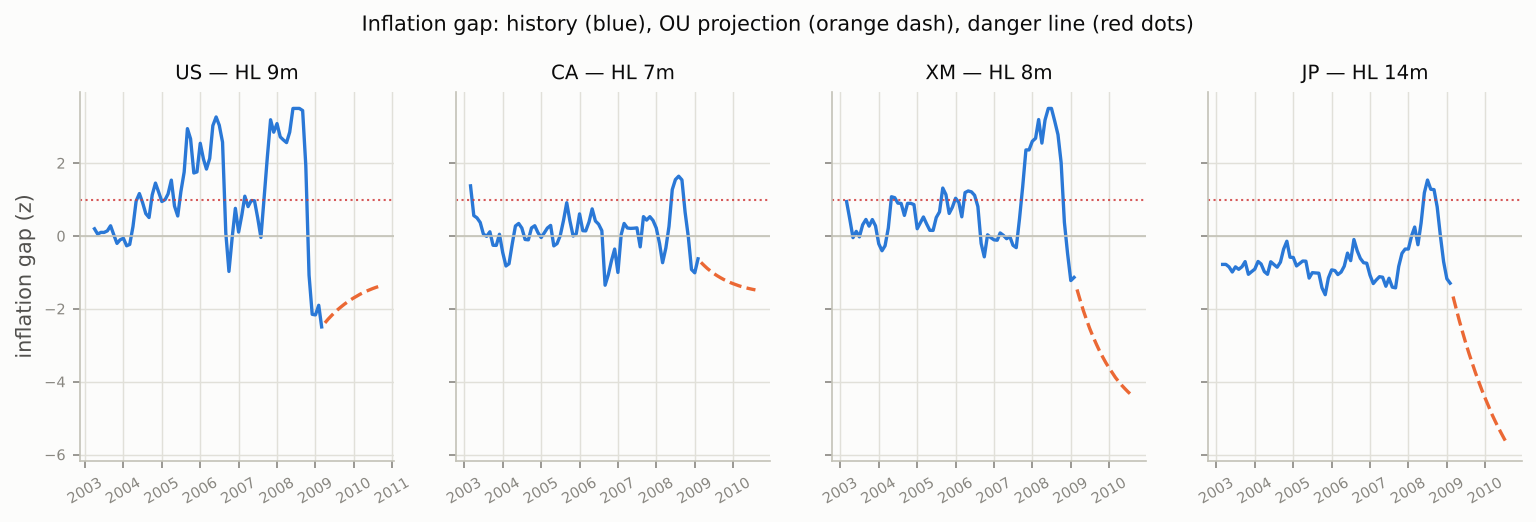 Inflation gap: history (blue), OU projection (orange dash), danger line (red dots)
US — HL 9m
CA — HL 7m
XM — HL 8m
JP — HL 14m
inflation gap (z)
2
0
−2
−4
−6
2003 2004 2005 2006 2007 2008 2009 2010 2011
2003 2004 2005 2006 2007 2008 2009 2010
2003 2004 2005 2006 2007 2008 2009 2010
2003 2004 2005 2006 2007 2008 2009 2010